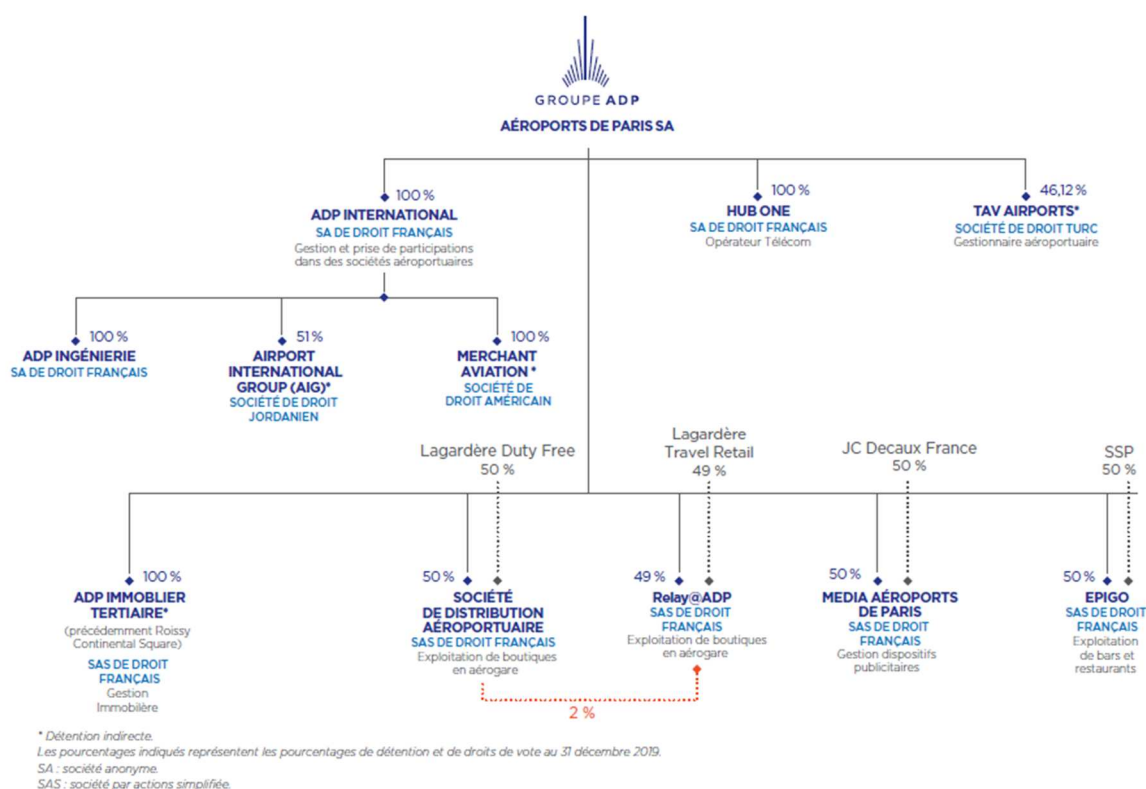 GROUPE ADP
AÉROPORTS DE PARIS SA
100 %
ADP INTERNATIONAL
SA DE DROIT FRANÇAIS
Gestion et prise de participations
dans des sociétés aéroportuaires
100 %
HUB ONE
SA DE DROIT FRANÇAIS
Opérateur Télécom
46,12 %
TAV AIRPORTS*
SOCIÉTÉ DE DROIT TURC
Gestionnaire aéroportuaire
100 %
ADP INGÉNIERIE
SA DE DROIT FRANÇAIS
51 %
AIRPORT
INTERNATIONAL
GROUP (AIG)*
SOCIÉTÉ DE DROIT
JORDANIEN
100 %
MERCHANT
AVIATION *
SOCIÉTÉ DE
DROIT AMÉRICAIN
Lagardère Duty Free
50 %
Lagardère
Travel Retail
49 %
JC Decaux France
50 %
SSP
50 %
100 %
ADP IMMOBLIER
TERTIAIRE*
(précédemment Roissy
Continental Square)
SAS DE DROIT
FRANÇAIS
Gestion
Immobilère
50 %
SOCIÉTÉ
DE DISTRIBUTION
AÉROPORTUAIRE
SAS DE DROIT FRANÇAIS
Exploitation de boutiques
en aérogare
49 %
Relay@ADP
SAS DE DROIT
FRANÇAIS
Exploitation de boutiques
en aérogare
50 %
MEDIA AÉROPORTS
DE PARIS
SAS DE DROIT
FRANÇAIS
Gestion dispositifs
publicitaires
50 %
EPIGO
SAS DE DROIT
FRANÇAIS
Exploitation
de bars et
restaurants
2 %
* Détention indirecte.
Les pourcentages indiqués représentent les pourcentages de détention et de droits de vote au 31 décembre 2019.
SA : société anonyme.
SAS : société par actions simplifiée.